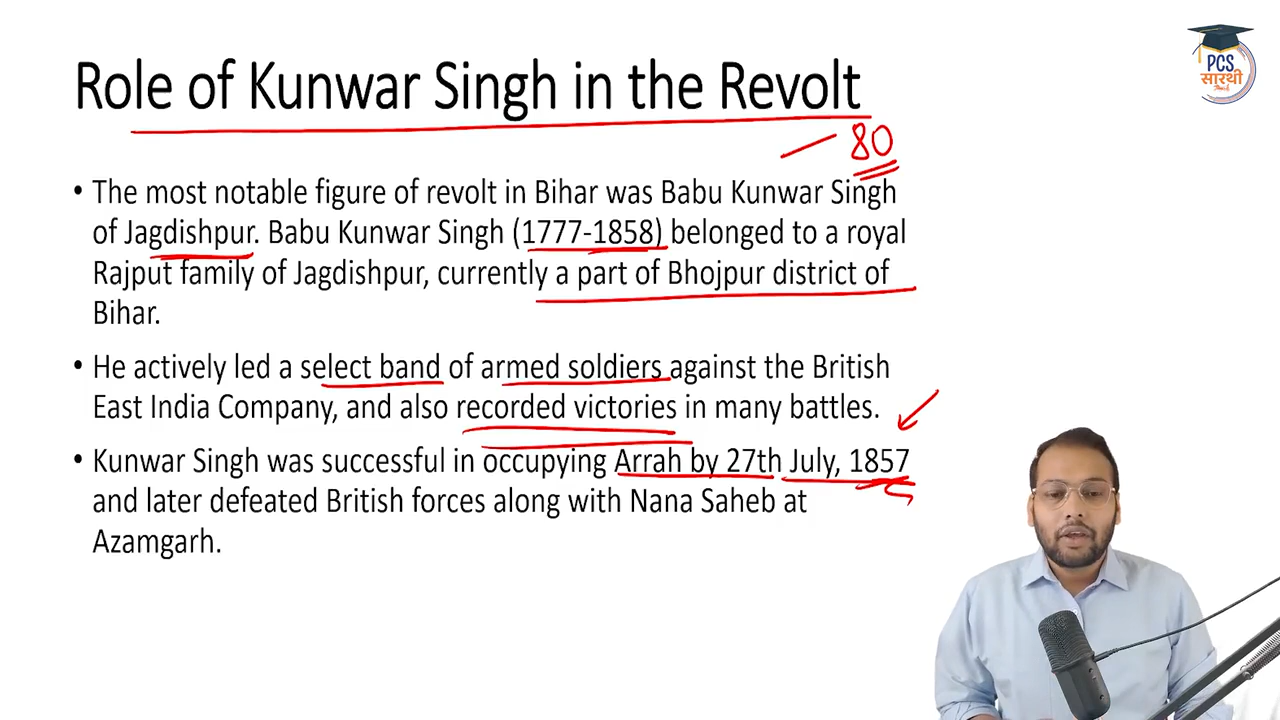 PCS
सारथी
Role of Kunwar Singh in the Revolt
80
• The most notable figure of revolt in Bihar was Babu Kunwar Singh
of Jagdishpur. Babu Kunwar Singh (1777-1858) belonged to a royal
Rajput family of Jagdishpur, currently a part of Bhojpur district of
Bihar.
• He actively led a select band of armed soldiers against the British
East India Company, and also recorded victories in many battles.
• Kunwar Singh was successful in occupying Arrah by 27th July, 1857
and later defeated British forces along with Nana Saheb at
Azamgarh.